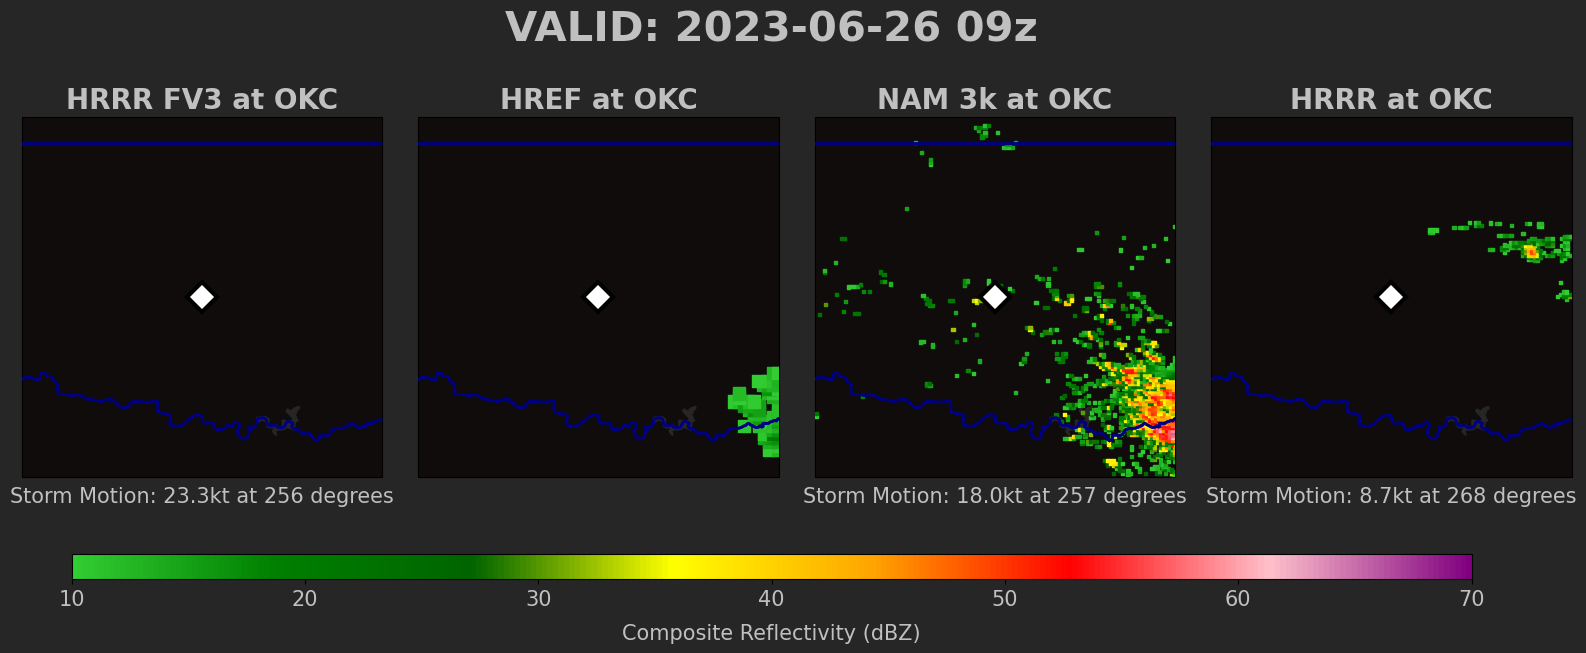 VALID: 2023-06-26 09z
HRRR FV3 at OKC
HREF at OKC
NAM 3k at OKC
HRRR at OKC
Storm Motion: 23.3kt at 256 degrees
Storm Motion: 18.0kt at 257 degrees
Storm Motion: 8.7kt at 268 degrees
10 20 30 40 50 60 70
Composite Reflectivity (dBZ)